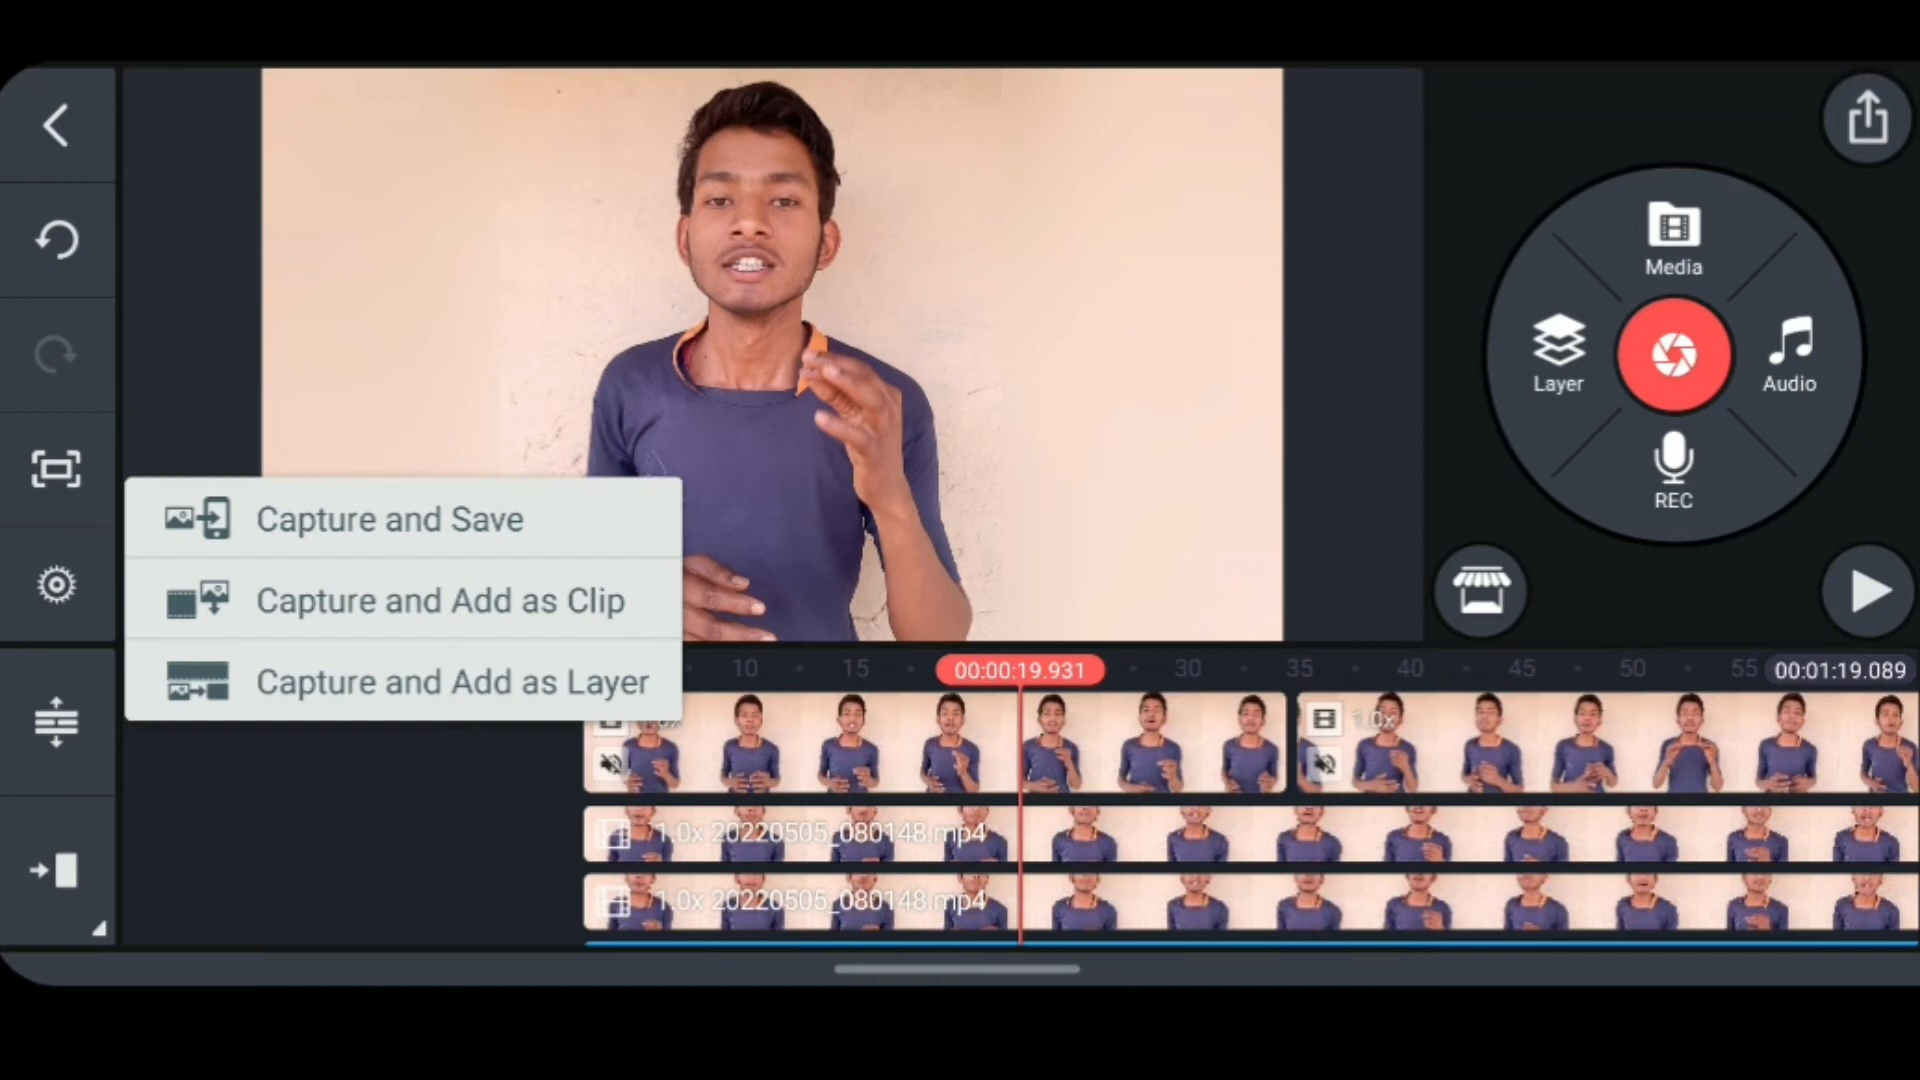 Media
Layer
Audio
REC
Capture and Save
Capture and Add as Clip
Capture and Add as Layer
10 15 00:00:19.931 30 35 40 45 50 55 00:01:19.089
1.0x
1.0x 20220505_080148.mp4
1.0x 20220505_080148.mp4